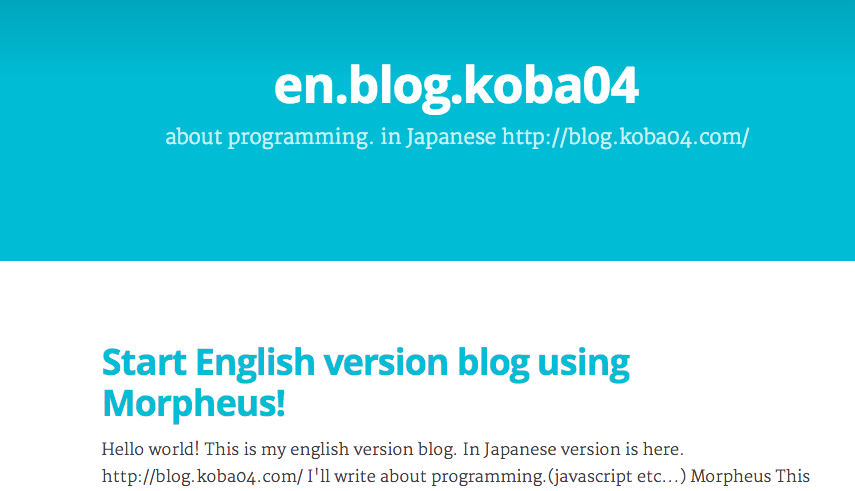 en.blog.koba04
about programming. in Japanese http://blog.koba04.com/
Start English version blog using
Morpheus!
Hello world! This is my english version blog. In Japanese version is here.
http://blog.koba04.com/ I'll write about programming.(javascript etc...) Morpheus This